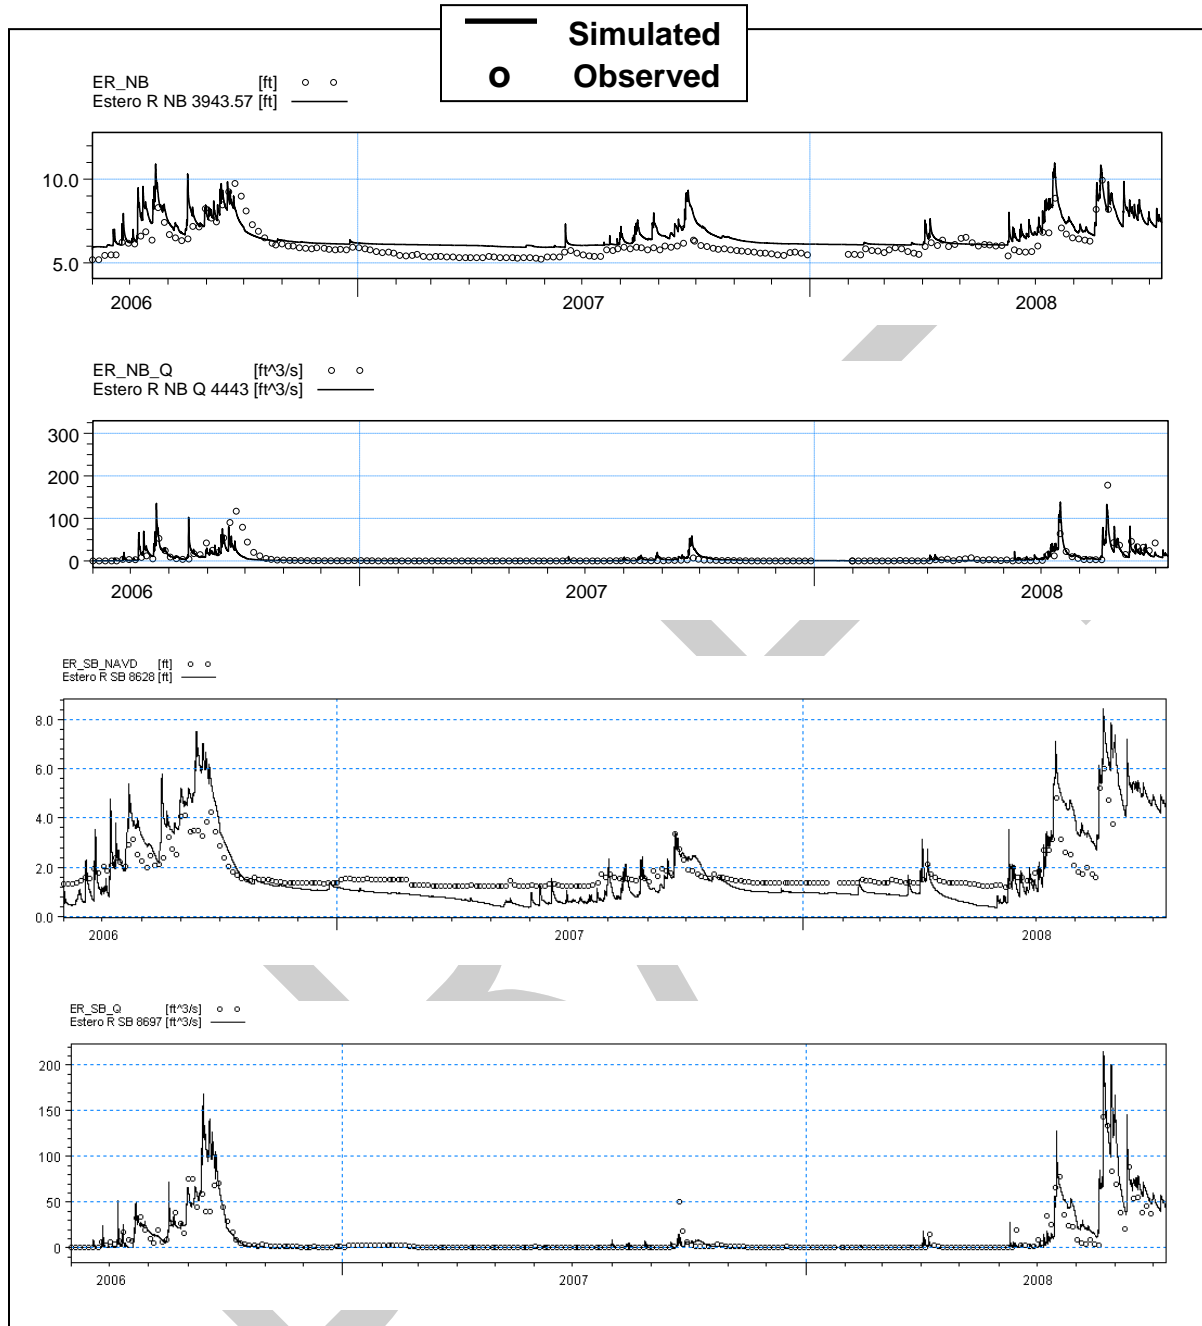 Simulated
o Observed
ER_NB [ft]
Estero R NB 3943.57 [ft]
10.0
5.0
2006 2007 2008
ER_NB_Q [ft^3/s]
Estero R NB Q 4443 [ft^3/s]
300
200
100
0
2006 2007 2008
ER_SB_NAVD [ft]
Estero R SB 8628 [ft]
8.0
6.0
4.0
2.0
0.0
2006 2007 2008
ER_SB_Q [ft^3/s]
Estero R SB 8697 [ft^3/s]
200
150
100
50
0
2006 2007 2008